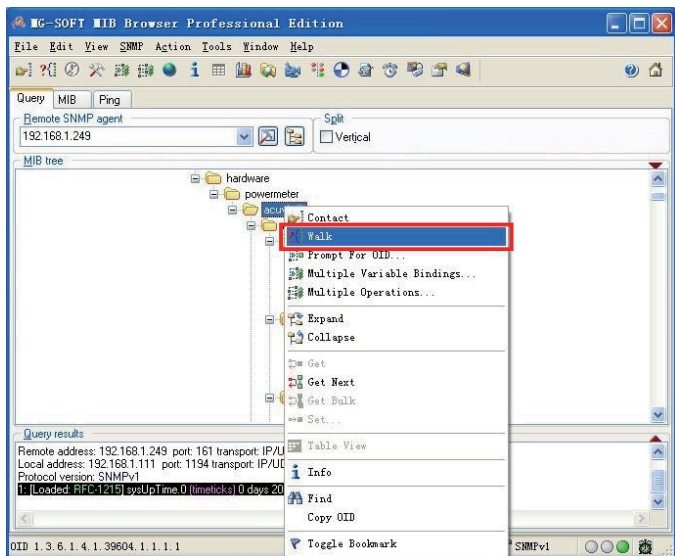 MG-SOFT MIB Browser Professional Edition
File Edit View SNMP Action Tools Window Help
Query MIB Ping
Remote SNMP agent
Split
192.168.1.249
Vertical
MIB tree
hardware
powermeter
Contact
Walk
Prompt For OID...
Multiple Variable Bindings...
Multiple Operations...
Expand
Collapse
Get
Get Next
Get Bulk
Set...
Table View
Info
Find
Copy OID
Toggle Bookmark
Query results
Remote address: 192.168.1.249 port: 161 transport: IP/U
Local address: 192.168.1.111 port: 1194 transport: IP/UD
Protocol version: SNMPv1
1: [Loaded: RFC-1215] sysUpTime.0 (timeticks) 0 days 20
OID 1.3.6.1.4.1.39604.1.1.1.1
SNMPv1